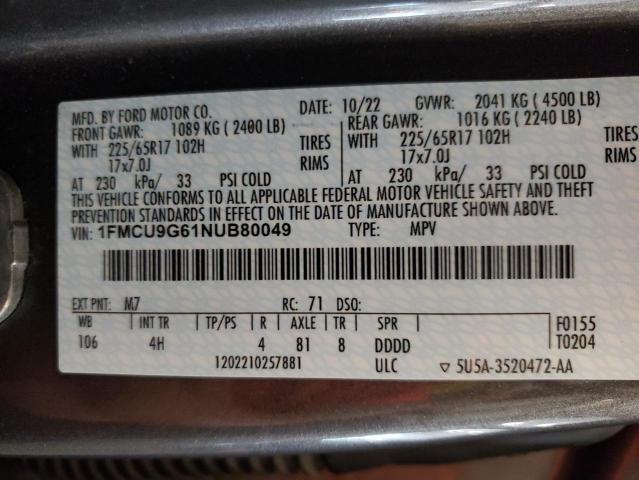 MFD. BY FORD MOTOR CO.
DATE: 10/22 GVWR: 2041 KG ( 4500 LB)
FRONT GAWR: 1089 KG ( 2400 LB) REAR GAWR: 1016 KG ( 2240 LB)
WITH 225/65R17 102H TIRES WITH 225/65R17 102H TIRES
17x7.0J RIMS 17x7.0J RIMS
AT 230 kPa/ 33 PSI COLD AT 230 kPa/ 33 PSI COLD
THIS VEHICLE CONFORMS TO ALL APPLICABLE FEDERAL MOTOR VEHICLE SAFETY AND THEFT
PREVENTION STANDARDS IN EFFECT ON THE DATE OF MANUFACTURE SHOWN ABOVE.
VIN: 1FMCU9G61NUB80049 TYPE: MPV
EXT PNT: M7 RC: 71 DSO:
WB INT TR TP/PS R AXLE TR SPR F0155
106 4H 4 81 8 DDDD T0204
1202210257881 ULC ▽ 5U5A-3520472-AA